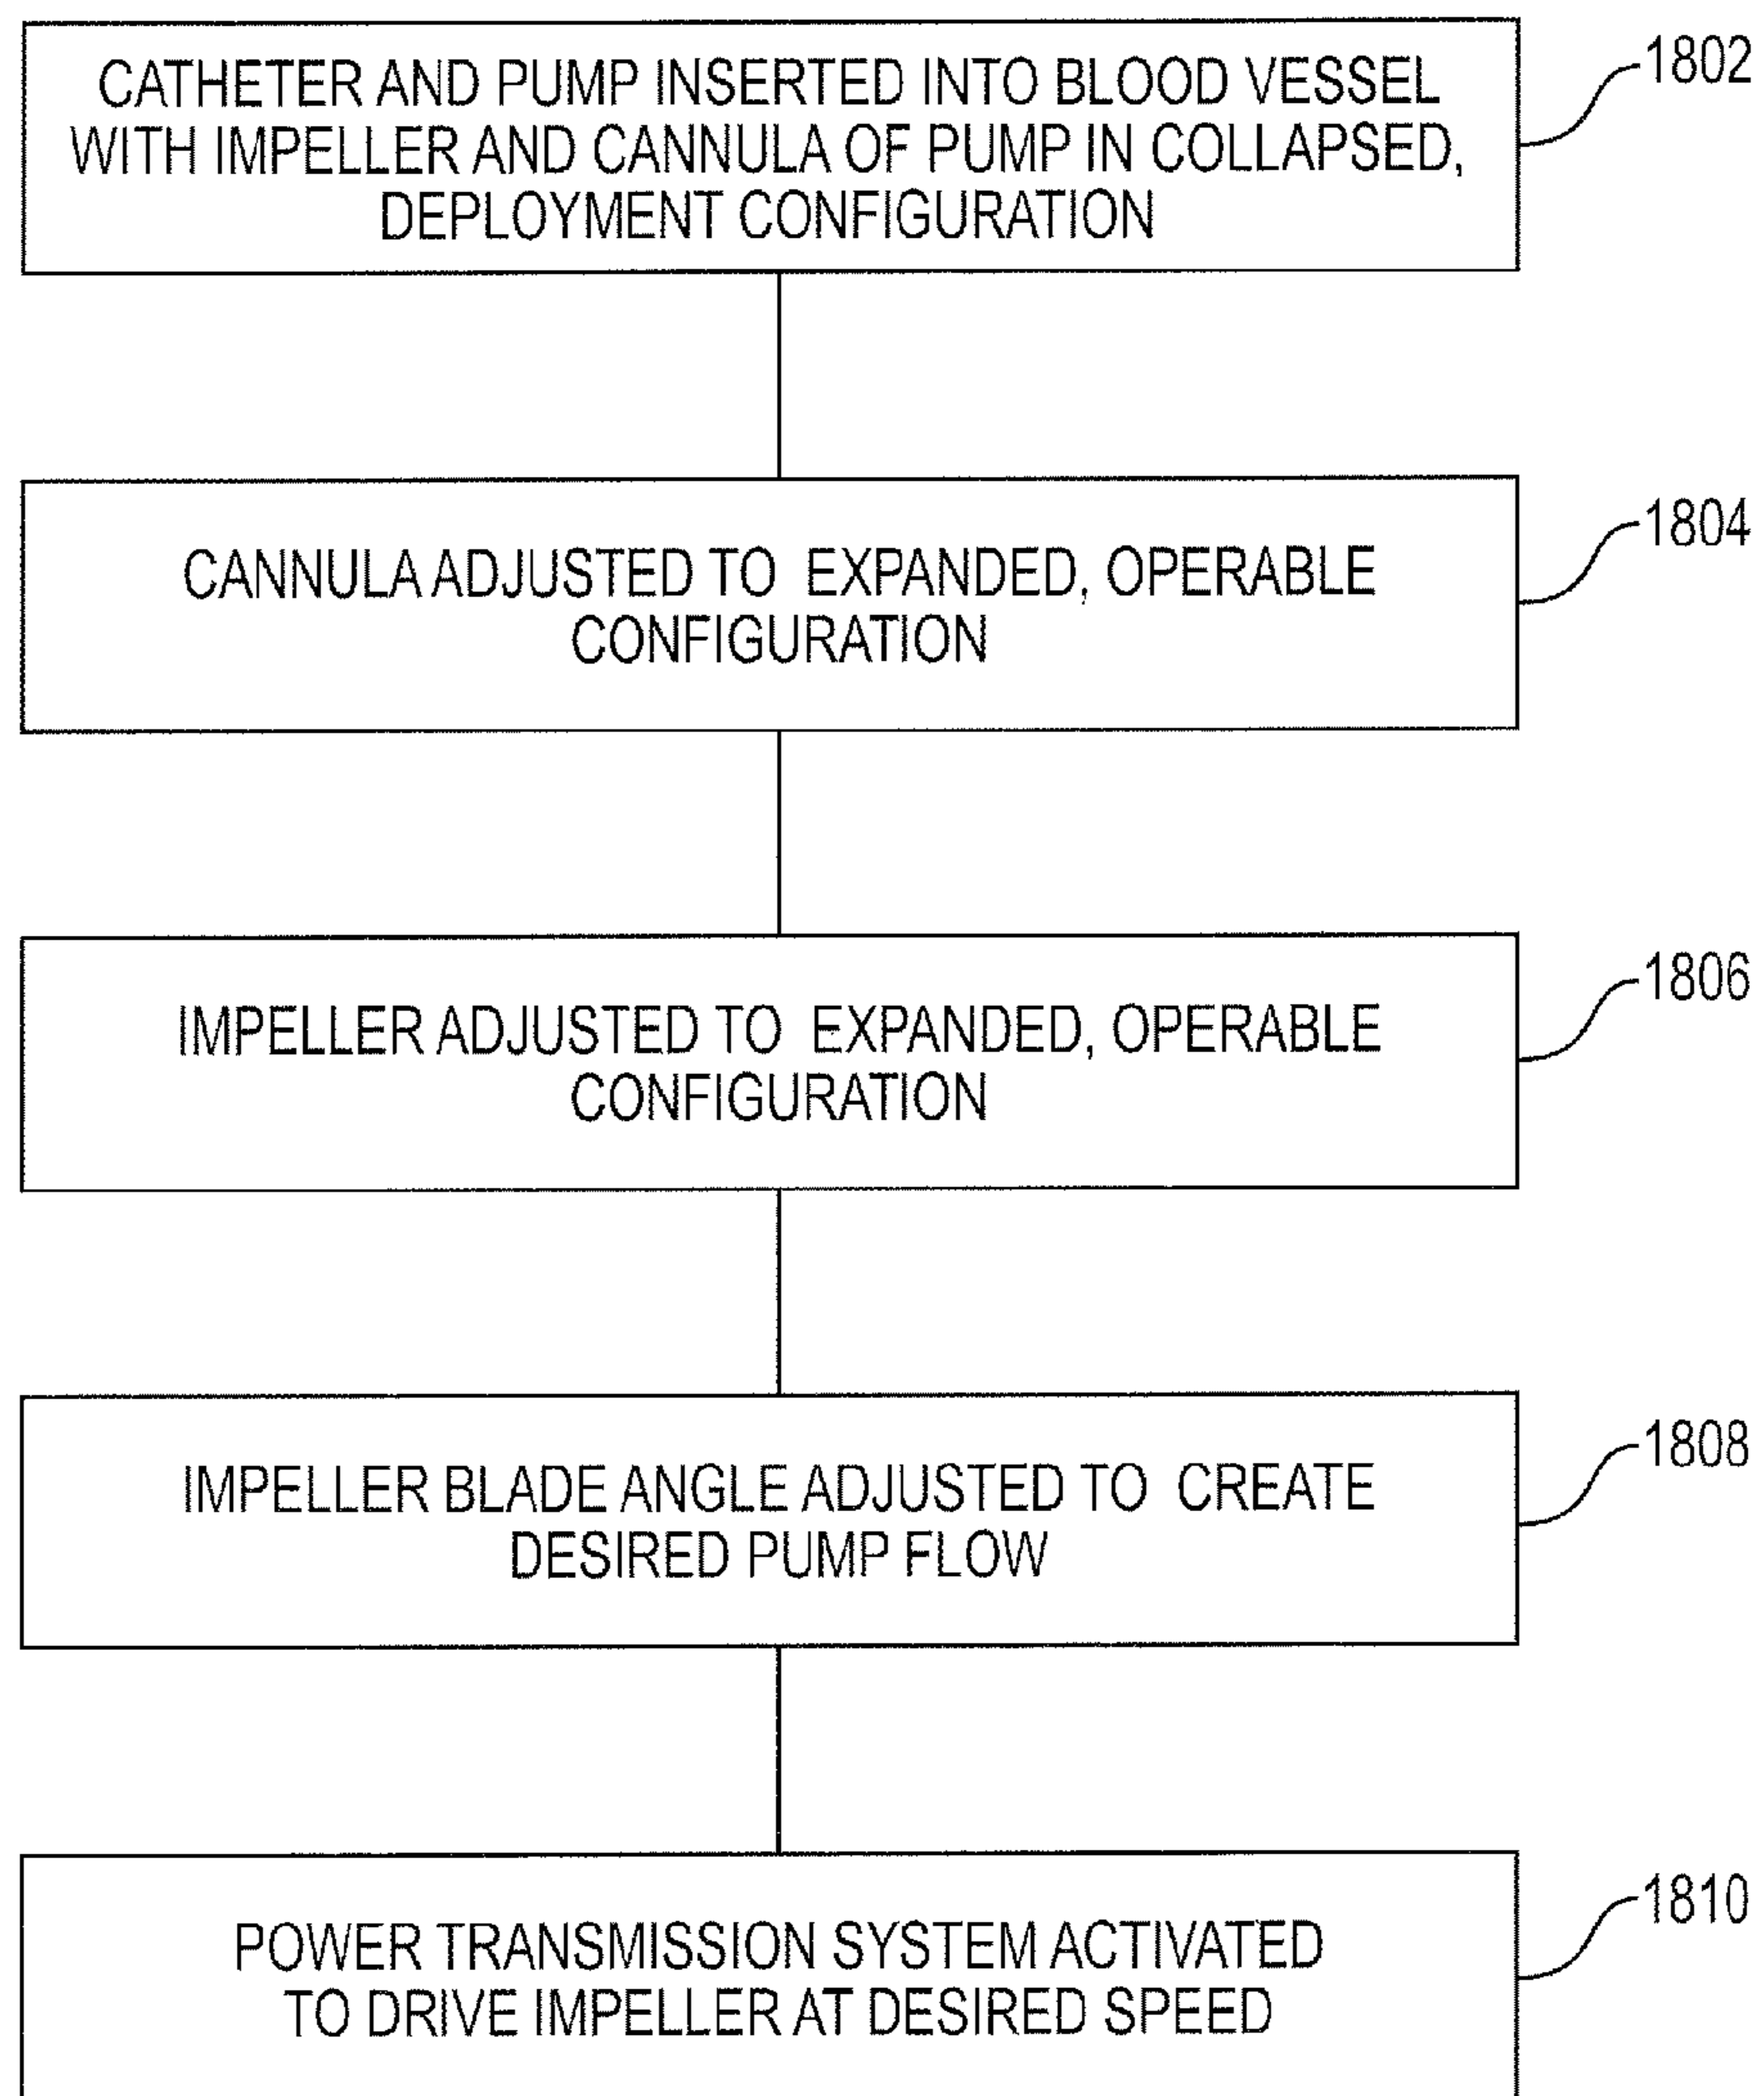 CATHETER AND PUMP INSERTED INTO BLOOD VESSEL
WITH IMPELLER AND CANNULA OF PUMP IN COLLAPSED,
DEPLOYMENT CONFIGURATION
1802
CANNULA ADJUSTED TO EXPANDED, OPERABLE
CONFIGURATION
1804
IMPELLER ADJUSTED TO EXPANDED, OPERABLE
CONFIGURATION
1806
IMPELLER BLADE ANGLE ADJUSTED TO CREATE
DESIRED PUMP FLOW
1808
POWER TRANSMISSION SYSTEM ACTIVATED
TO DRIVE IMPELLER AT DESIRED SPEED
1810